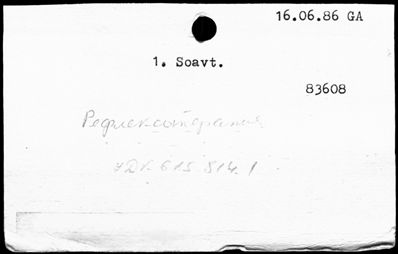 16.06.86 GA
1. Soavt.
83608
Рефлексотерапия
УДК 615.814.1